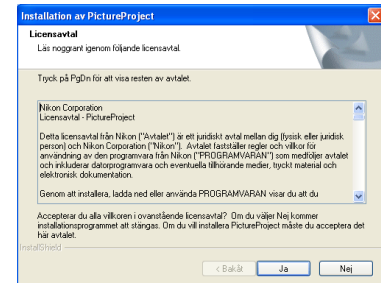 Installation av PictureProject
Licensavtal
Läs noggrant igenom följande licensavtal.
Tryck på PgDn för att visa resten av avtalet.
Nikon Corporation
Licensavtal - PictureProject
Detta licensavtal från Nikon ("Avtalet") är ett juridiskt avtal mellan dig (fysisk eller juridisk
person) och Nikon Corporation ("Nikon"). Avtalet fastställer regler och villkor för
användning av den programvara från Nikon ("PROGRAMVARAN") som medföljer avtalet
och inkluderar datorprogramvara och eventuella tillhörande medier, tryckt material och
elektronisk dokumentation.
Genom att installera, ladda ned eller använda PROGRAMVARAN visar du att du
Accepterar du alla villkoren i ovanstående licensavtal? Om du väljer Nej kommer
installationsprogrammet att stängas. Om du vill installera PictureProject måste du acceptera det
här avtalet.
InstallShield
< Bakåt
Ja
Nej